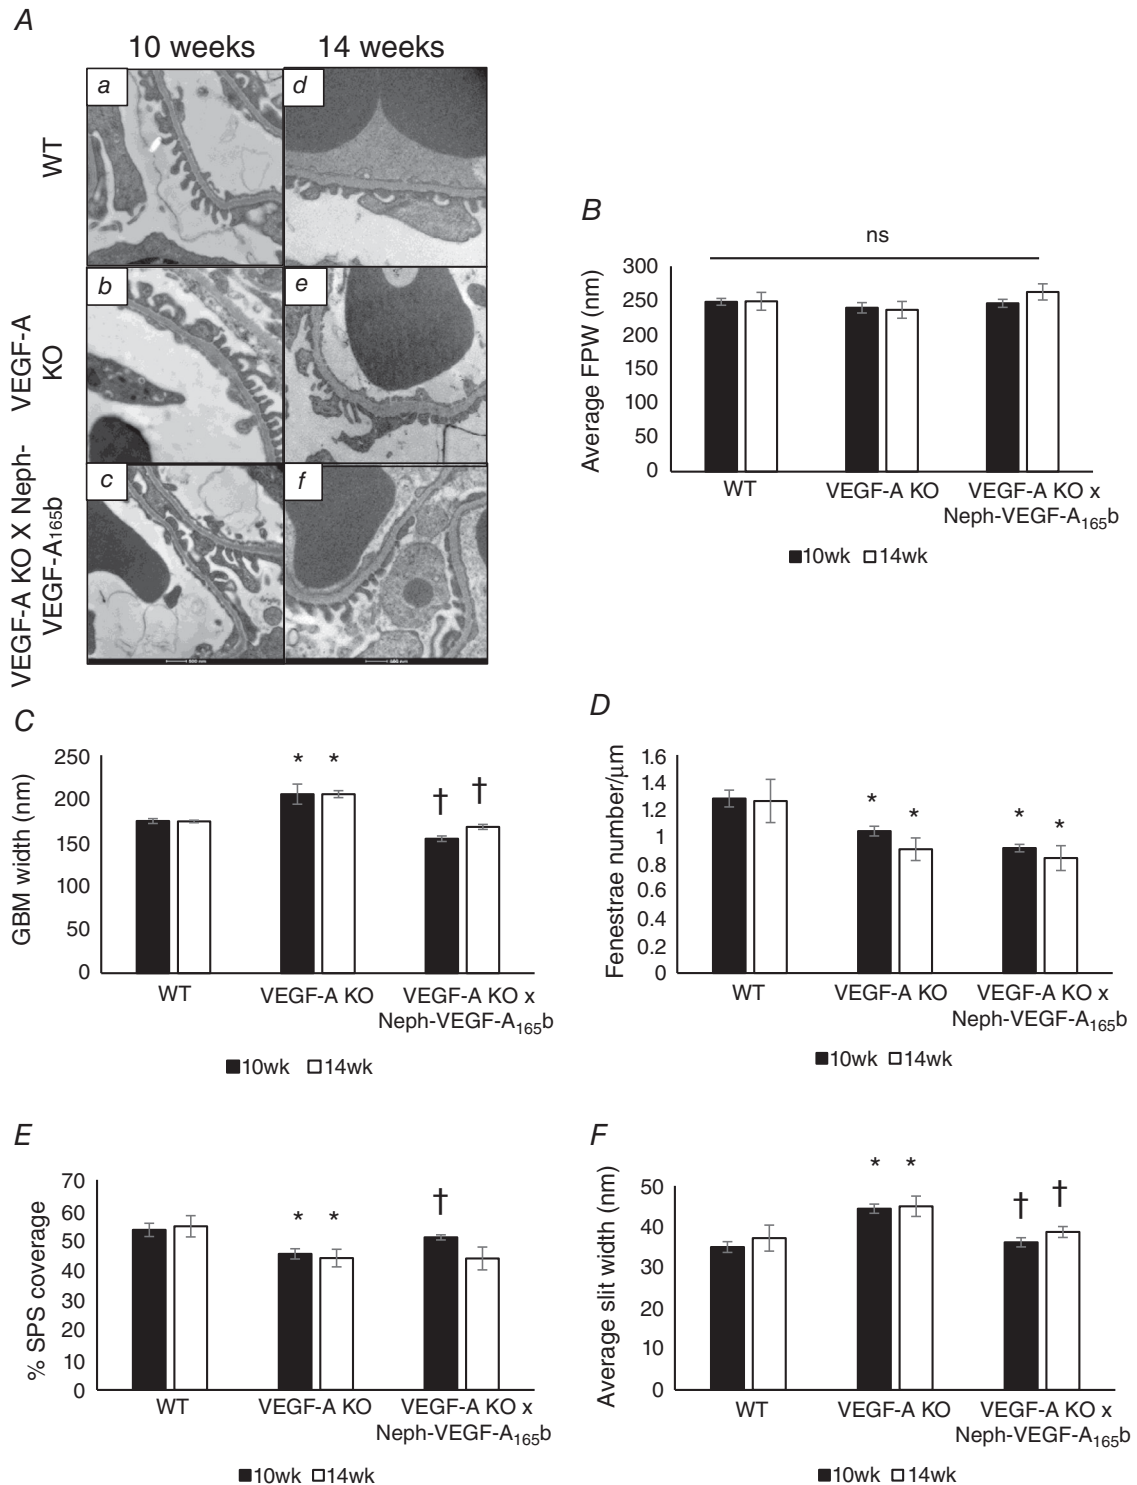 A
10 weeks
14 weeks
WT
VEGF-A
KO
VEGF-A KO X Neph-
VEGF-A165b
a
d
b
e
c
f
B
ns
Average FPW (nm)
300
250
200
150
100
50
0
WT
VEGF-A KO
VEGF-A KO x
Neph-VEGF-A165b
10wk
14wk
C
GBM width (nm)
250
200
150
100
50
0
* * † †
WT
VEGF-A KO
VEGF-A KO x
Neph-VEGF-A165b
10wk
14wk
D
Fenestrae number/µm
1.6
1.4
1.2
1
0.8
0.6
0.4
0.2
0
* * * *
WT
VEGF-A KO
VEGF-A KO x
Neph-VEGF-A165b
10wk
14wk
E
% SPS coverage
70
60
50
40
30
20
10
0
* * †
WT
VEGF-A KO
VEGF-A KO x
Neph-VEGF-A165b
10wk
14wk
F
Average slit width (nm)
50
40
30
20
10
0
* * † †
WT
VEGF-A KO
VEGF-A KO x
Neph-VEGF-A165b
10wk
14wk